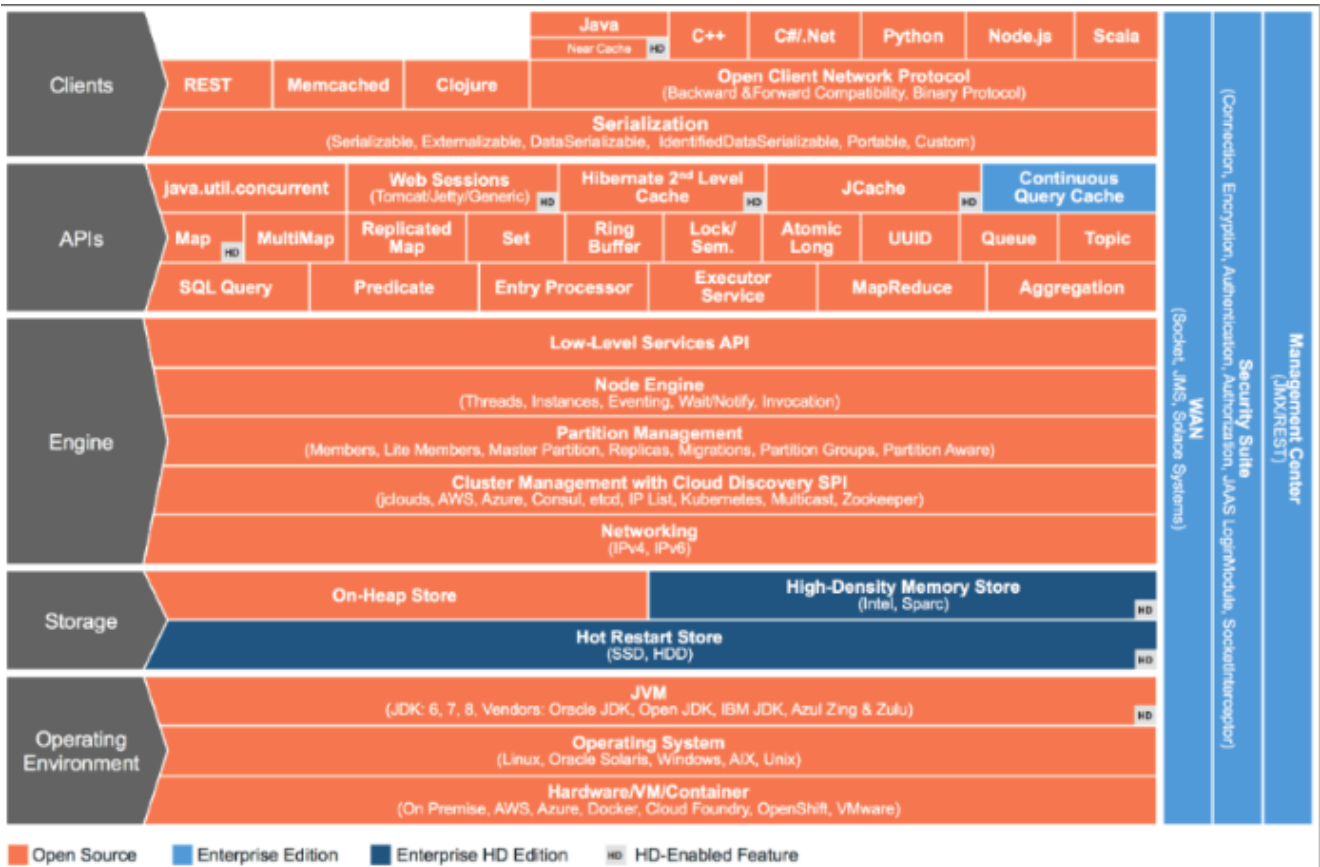 Clients
Java
Near Cache
HD
C++
C#/.Net
Python
Node.js
Scala
REST
Memcached
Clojure
Open Client Network Protocol
(Backward &Forward Compatibility, Binary Protocol)
Serialization
(Serializable, Externalizable, DataSerializable, IdentifiedDataSerializable, Portable, Custom)
APIs
java.util.concurrent
Web Sessions
(Tomcat/Jetty/Generic)
HD
Hibernate 2nd Level
Cache
HD
JCache
HD
Continuous
Query Cache
Map
HD
MultiMap
Replicated
Map
Set
Ring
Buffer
Lock/
Sem.
Atomic
Long
UUID
Queue
Topic
SQL Query
Predicate
Entry Processor
Executor
Service
MapReduce
Aggregation
Engine
Low-Level Services API
Node Engine
(Threads, Instances, Eventing, Wait/Notify, Invocation)
Partition Management
(Members, Lite Members, Master Partition, Replicas, Migrations, Partition Groups, Partition Aware)
Cluster Management with Cloud Discovery SPI
(jclouds, AWS, Azure, Consul, etcd, IP List, Kubernetes, Multicast, Zookeeper)
Networking
(IPv4, IPv6)
Storage
On-Heap Store
High-Density Memory Store
(Intel, Sparc)
HD
Hot Restart Store
(SSD, HDD)
HD
Operating
Environment
JVM
(JDK: 6, 7, 8, Vendors: Oracle JDK, Open JDK, IBM JDK, Azul Zing & Zulu)
HD
Operating System
(Linux, Oracle Solaris, Windows, AIX, Unix)
Hardware/VM/Container
(On Premise, AWS, Azure, Docker, Cloud Foundry, OpenShift, VMware)
WAN
(Socket, JMS, Solace Systems)
Security Suite
(Connection, Encryption, Authentication, Authorization, JAAS LoginModule, SocketInterceptor)
Management Center
(JMX/REST)
Open Source
Enterprise Edition
Enterprise HD Edition
HD HD-Enabled Feature